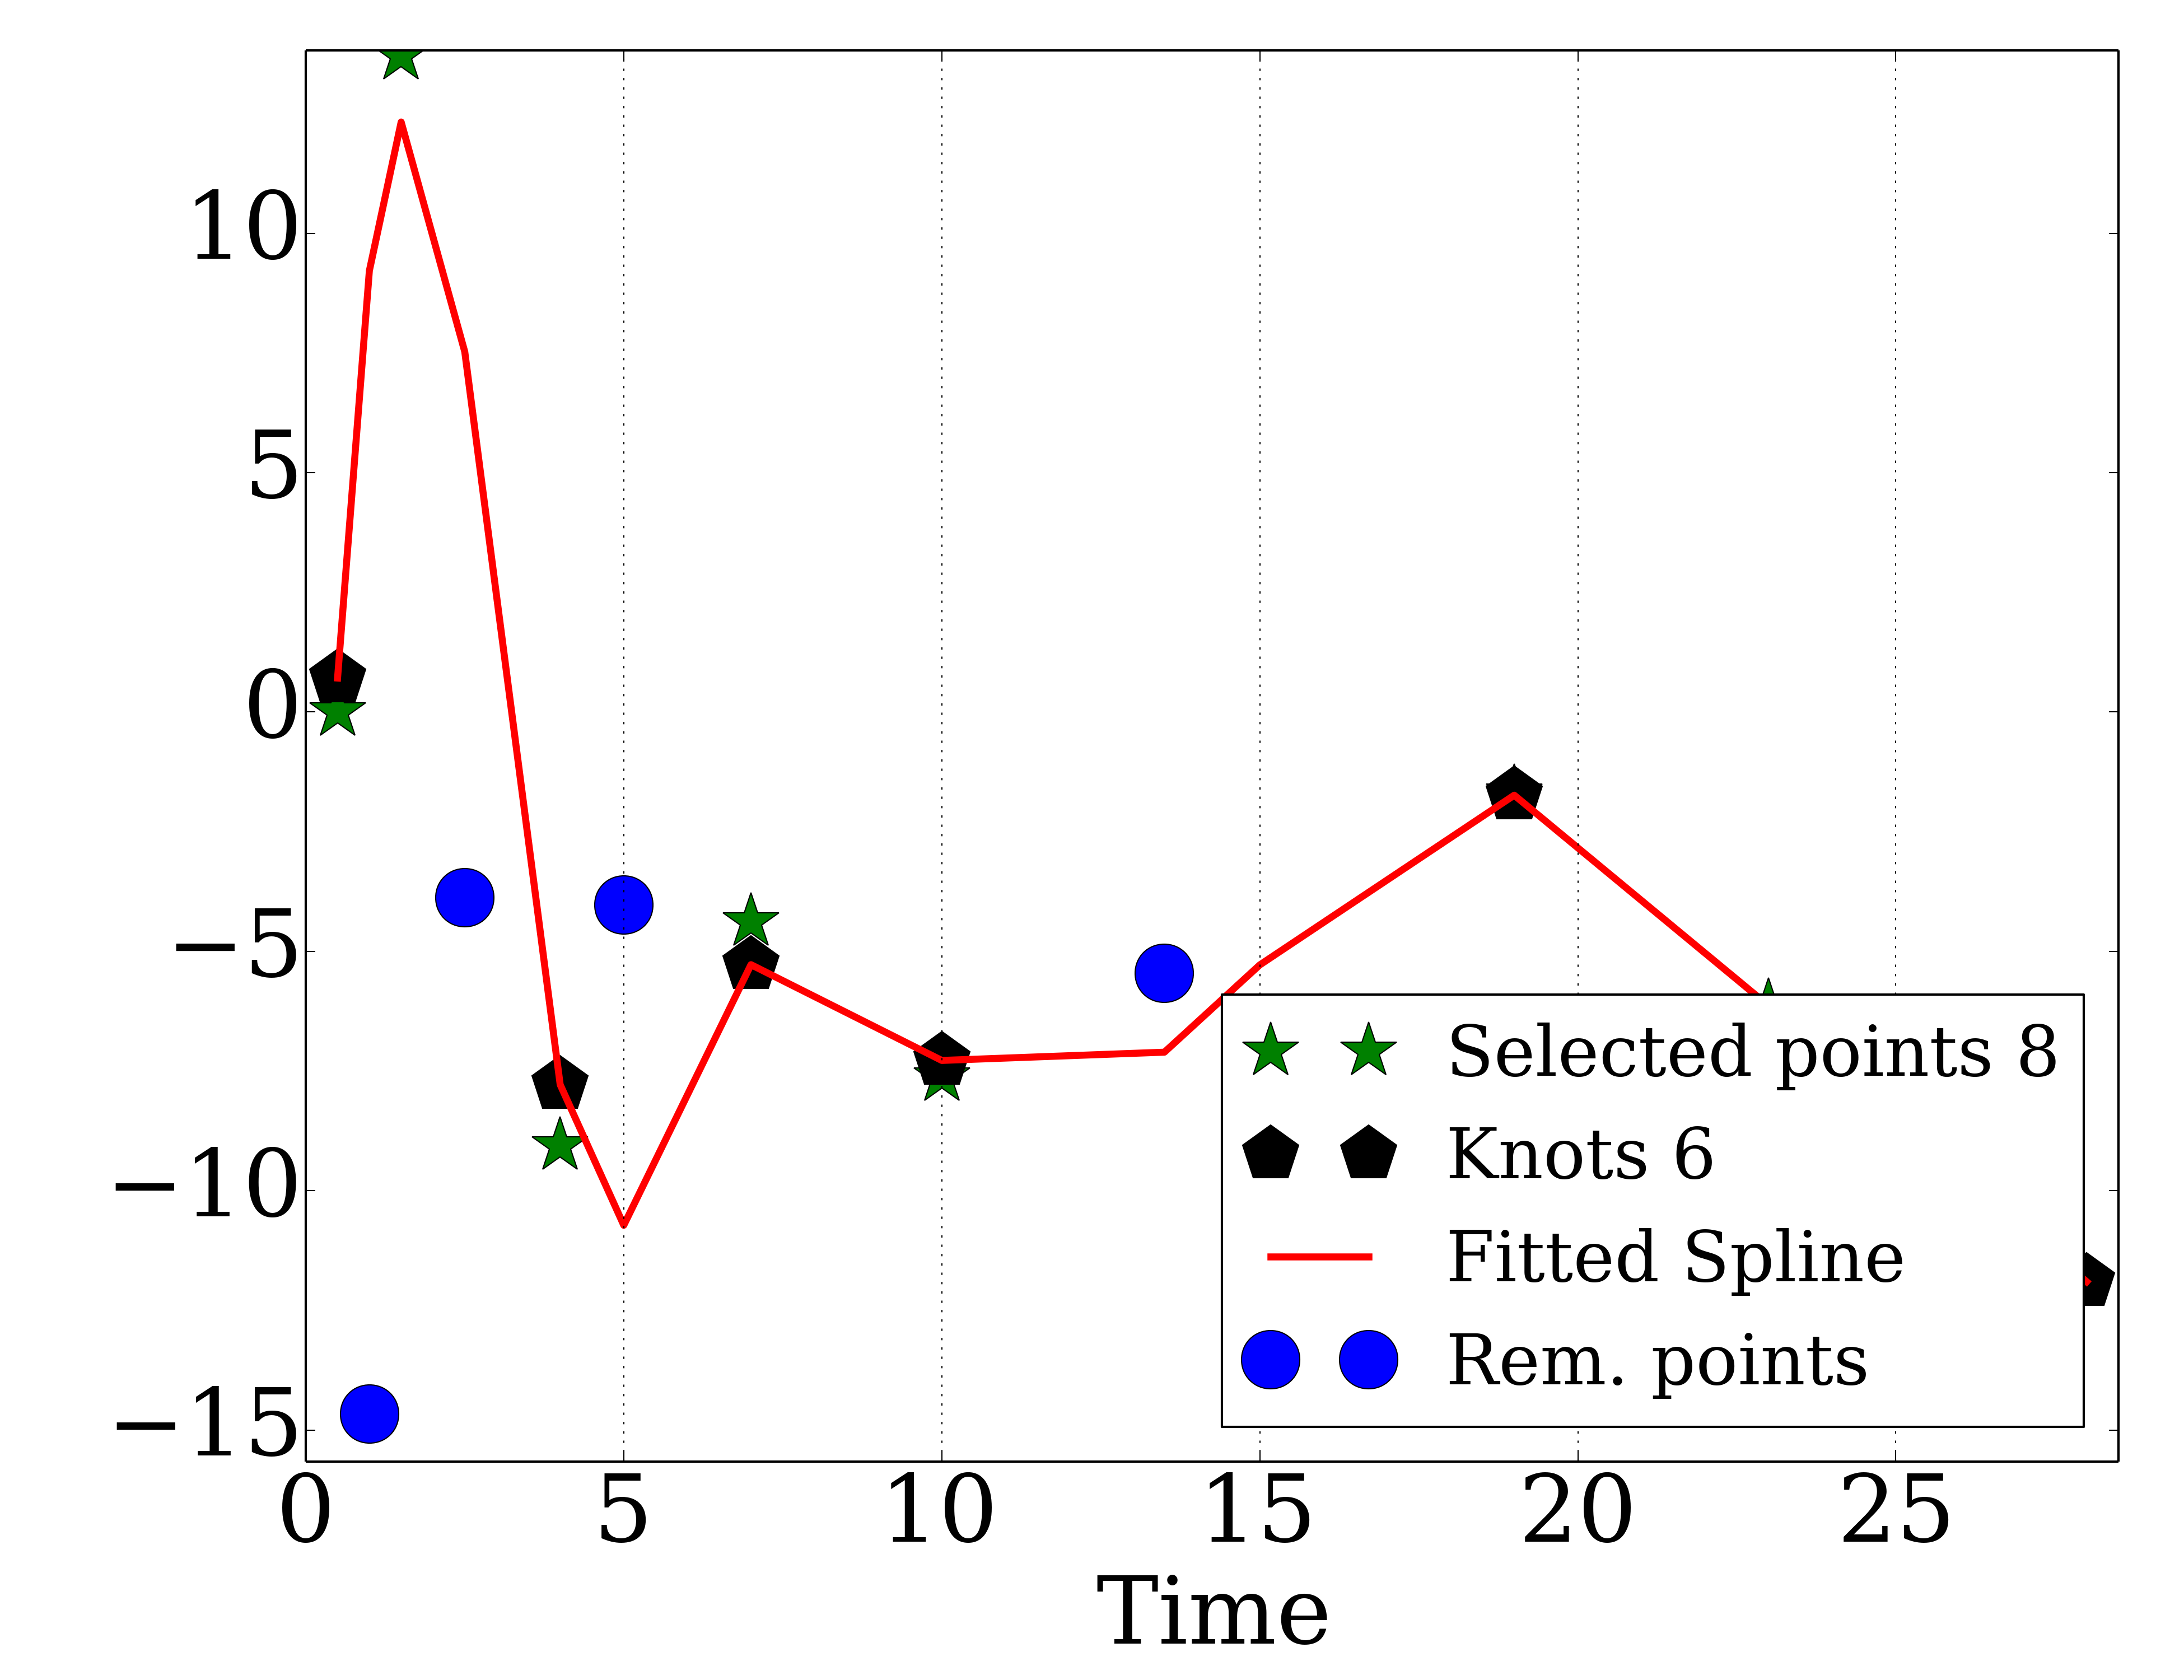 10
5
0
−5
−10
−15
0 5 10 15 20 25
Time
Selected points 8
Knots 6
Fitted Spline
Rem. points